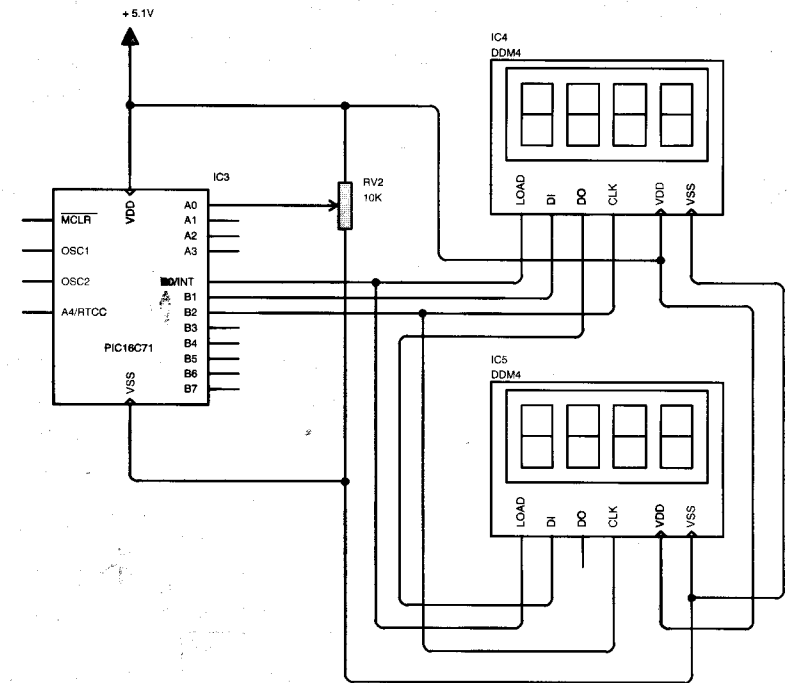 + 5.1V
IC4
DDM4
LOAD DI DO CLK VDD VSS
IC3
VDD
MCLR
OSC1
OSC2
A4/RTCC
PIC16C71
VSS
A0
A1
A2
A3
B0/INT
B1
B2
B3
B4
B5
B6
B7
RV2
10K
IC5
DDM4
LOAD DI DO CLK VDD VSS